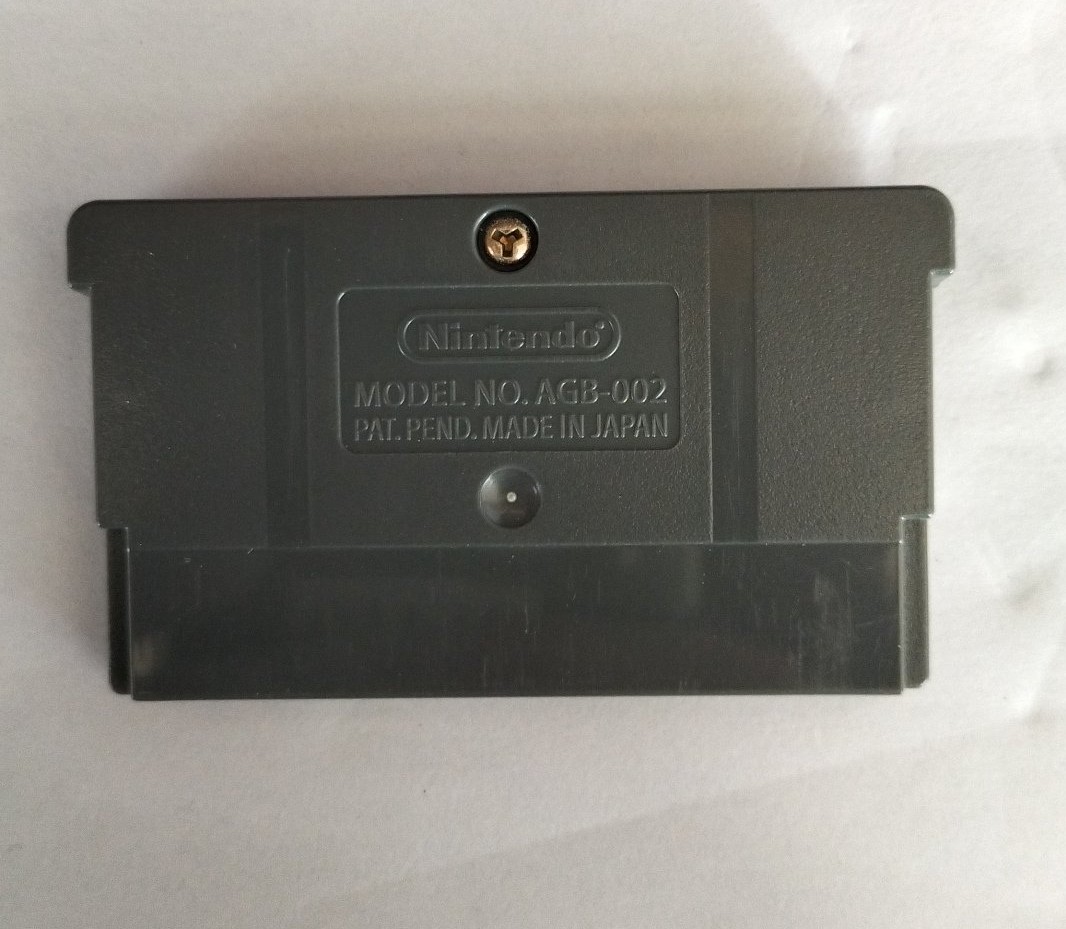 Nintendo®
MODEL NO. AGB-002
PAT. PEND. MADE IN JAPAN